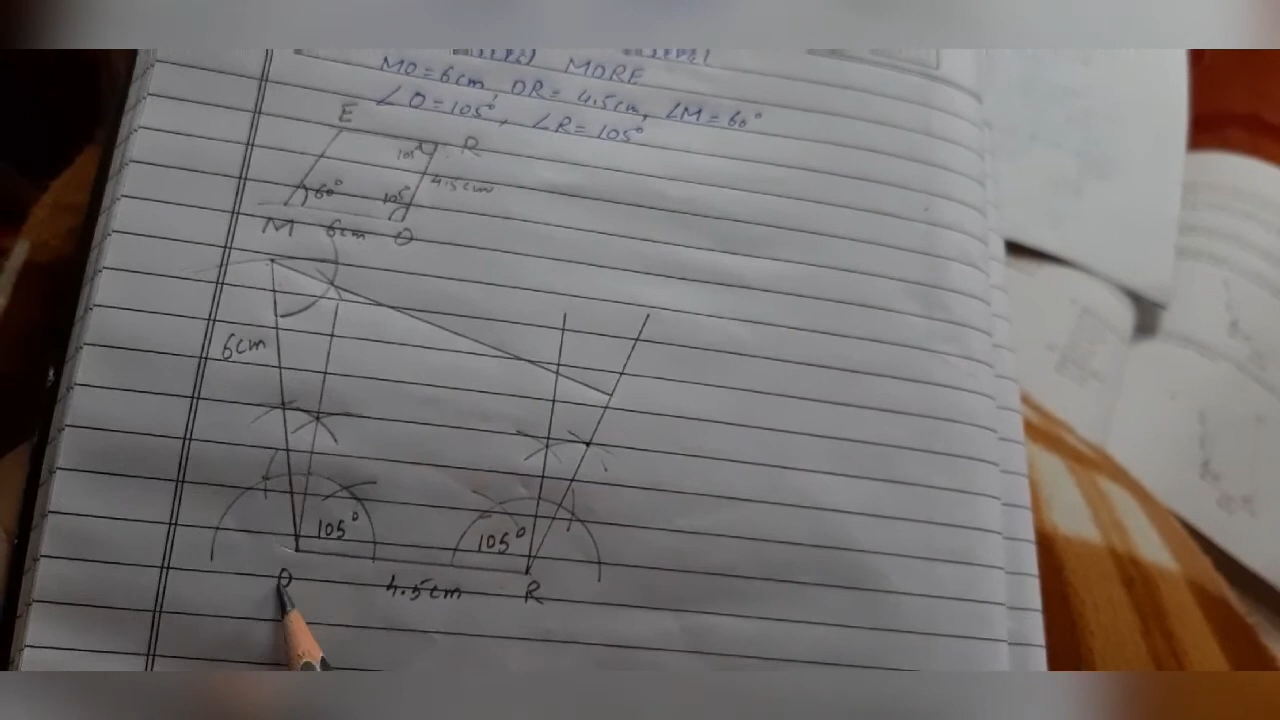 MORE
MO = 6cm, OR = 4.5cm, ∠M = 60°
∠O = 105°, ∠R = 105°
E
105° R
4.5cm
60° 105°
M 6cm O
6cm
105° 105°
O 4.5cm R